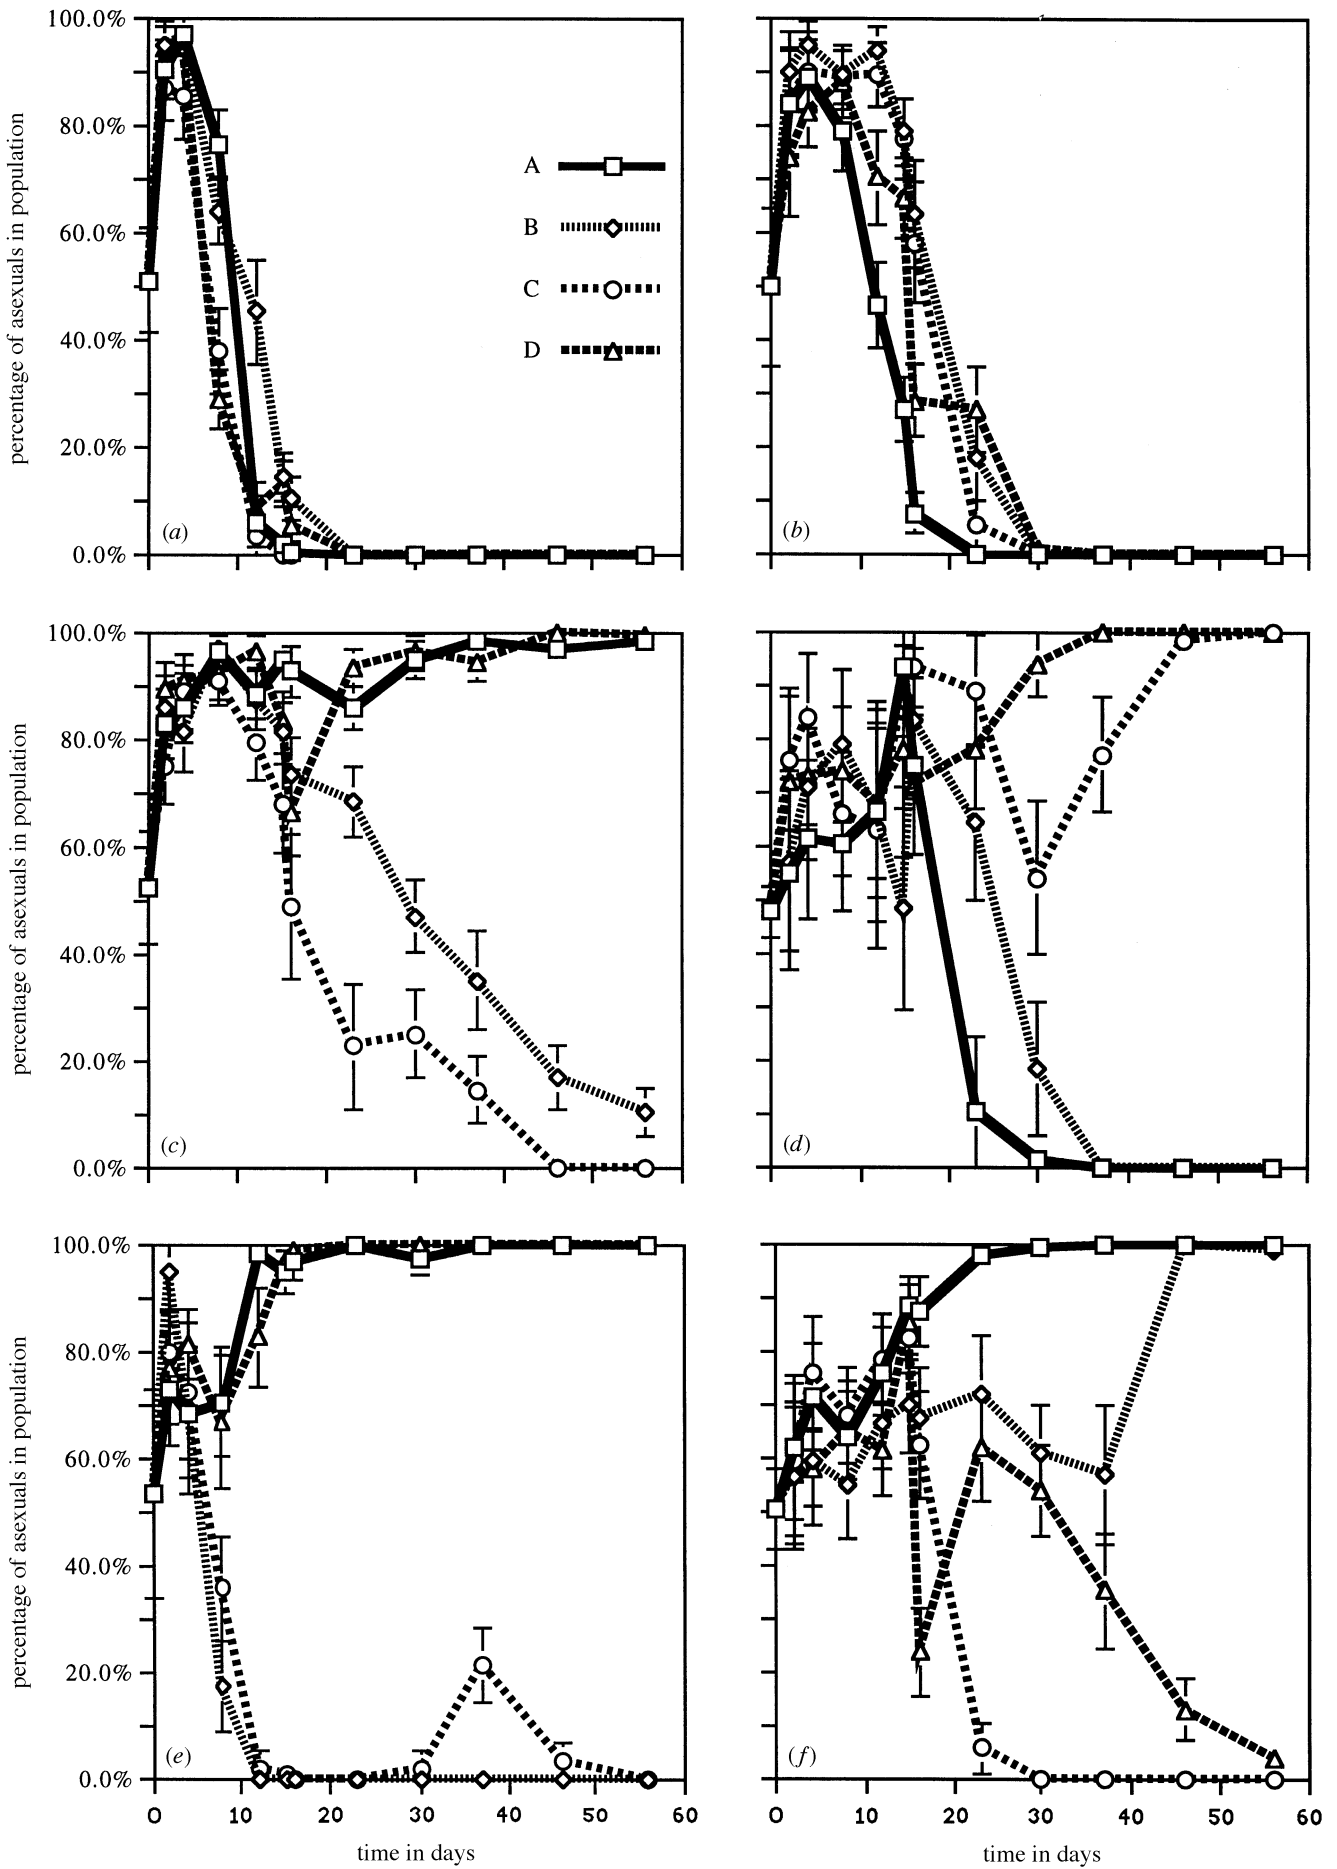 percentage of asexuals in population
100.0%
80.0%
60.0%
40.0%
20.0%
0.0%
A
B
C
D
(a)
(b)
percentage of asexuals in population
100.0%
80.0%
60.0%
40.0%
20.0%
0.0%
(c)
(d)
percentage of asexuals in population
100.0%
80.0%
60.0%
40.0%
20.0%
0.0%
(e)
(f)
0 10 20 30 40 50 60
0 10 20 30 40 50 60
time in days
time in days